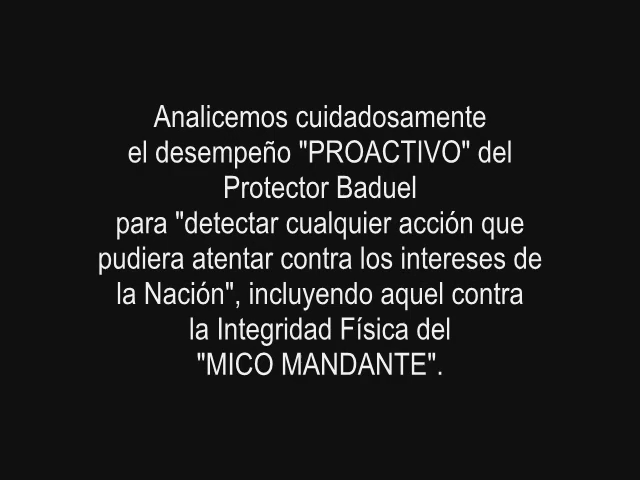 Analicemos cuidadosamente
el desempeño "PROACTIVO" del
Protector Baduel
para "detectar cualquier acción que
pudiera atentar contra los intereses de
la Nación", incluyendo aquel contra
la Integridad Física del
"MICO MANDANTE".